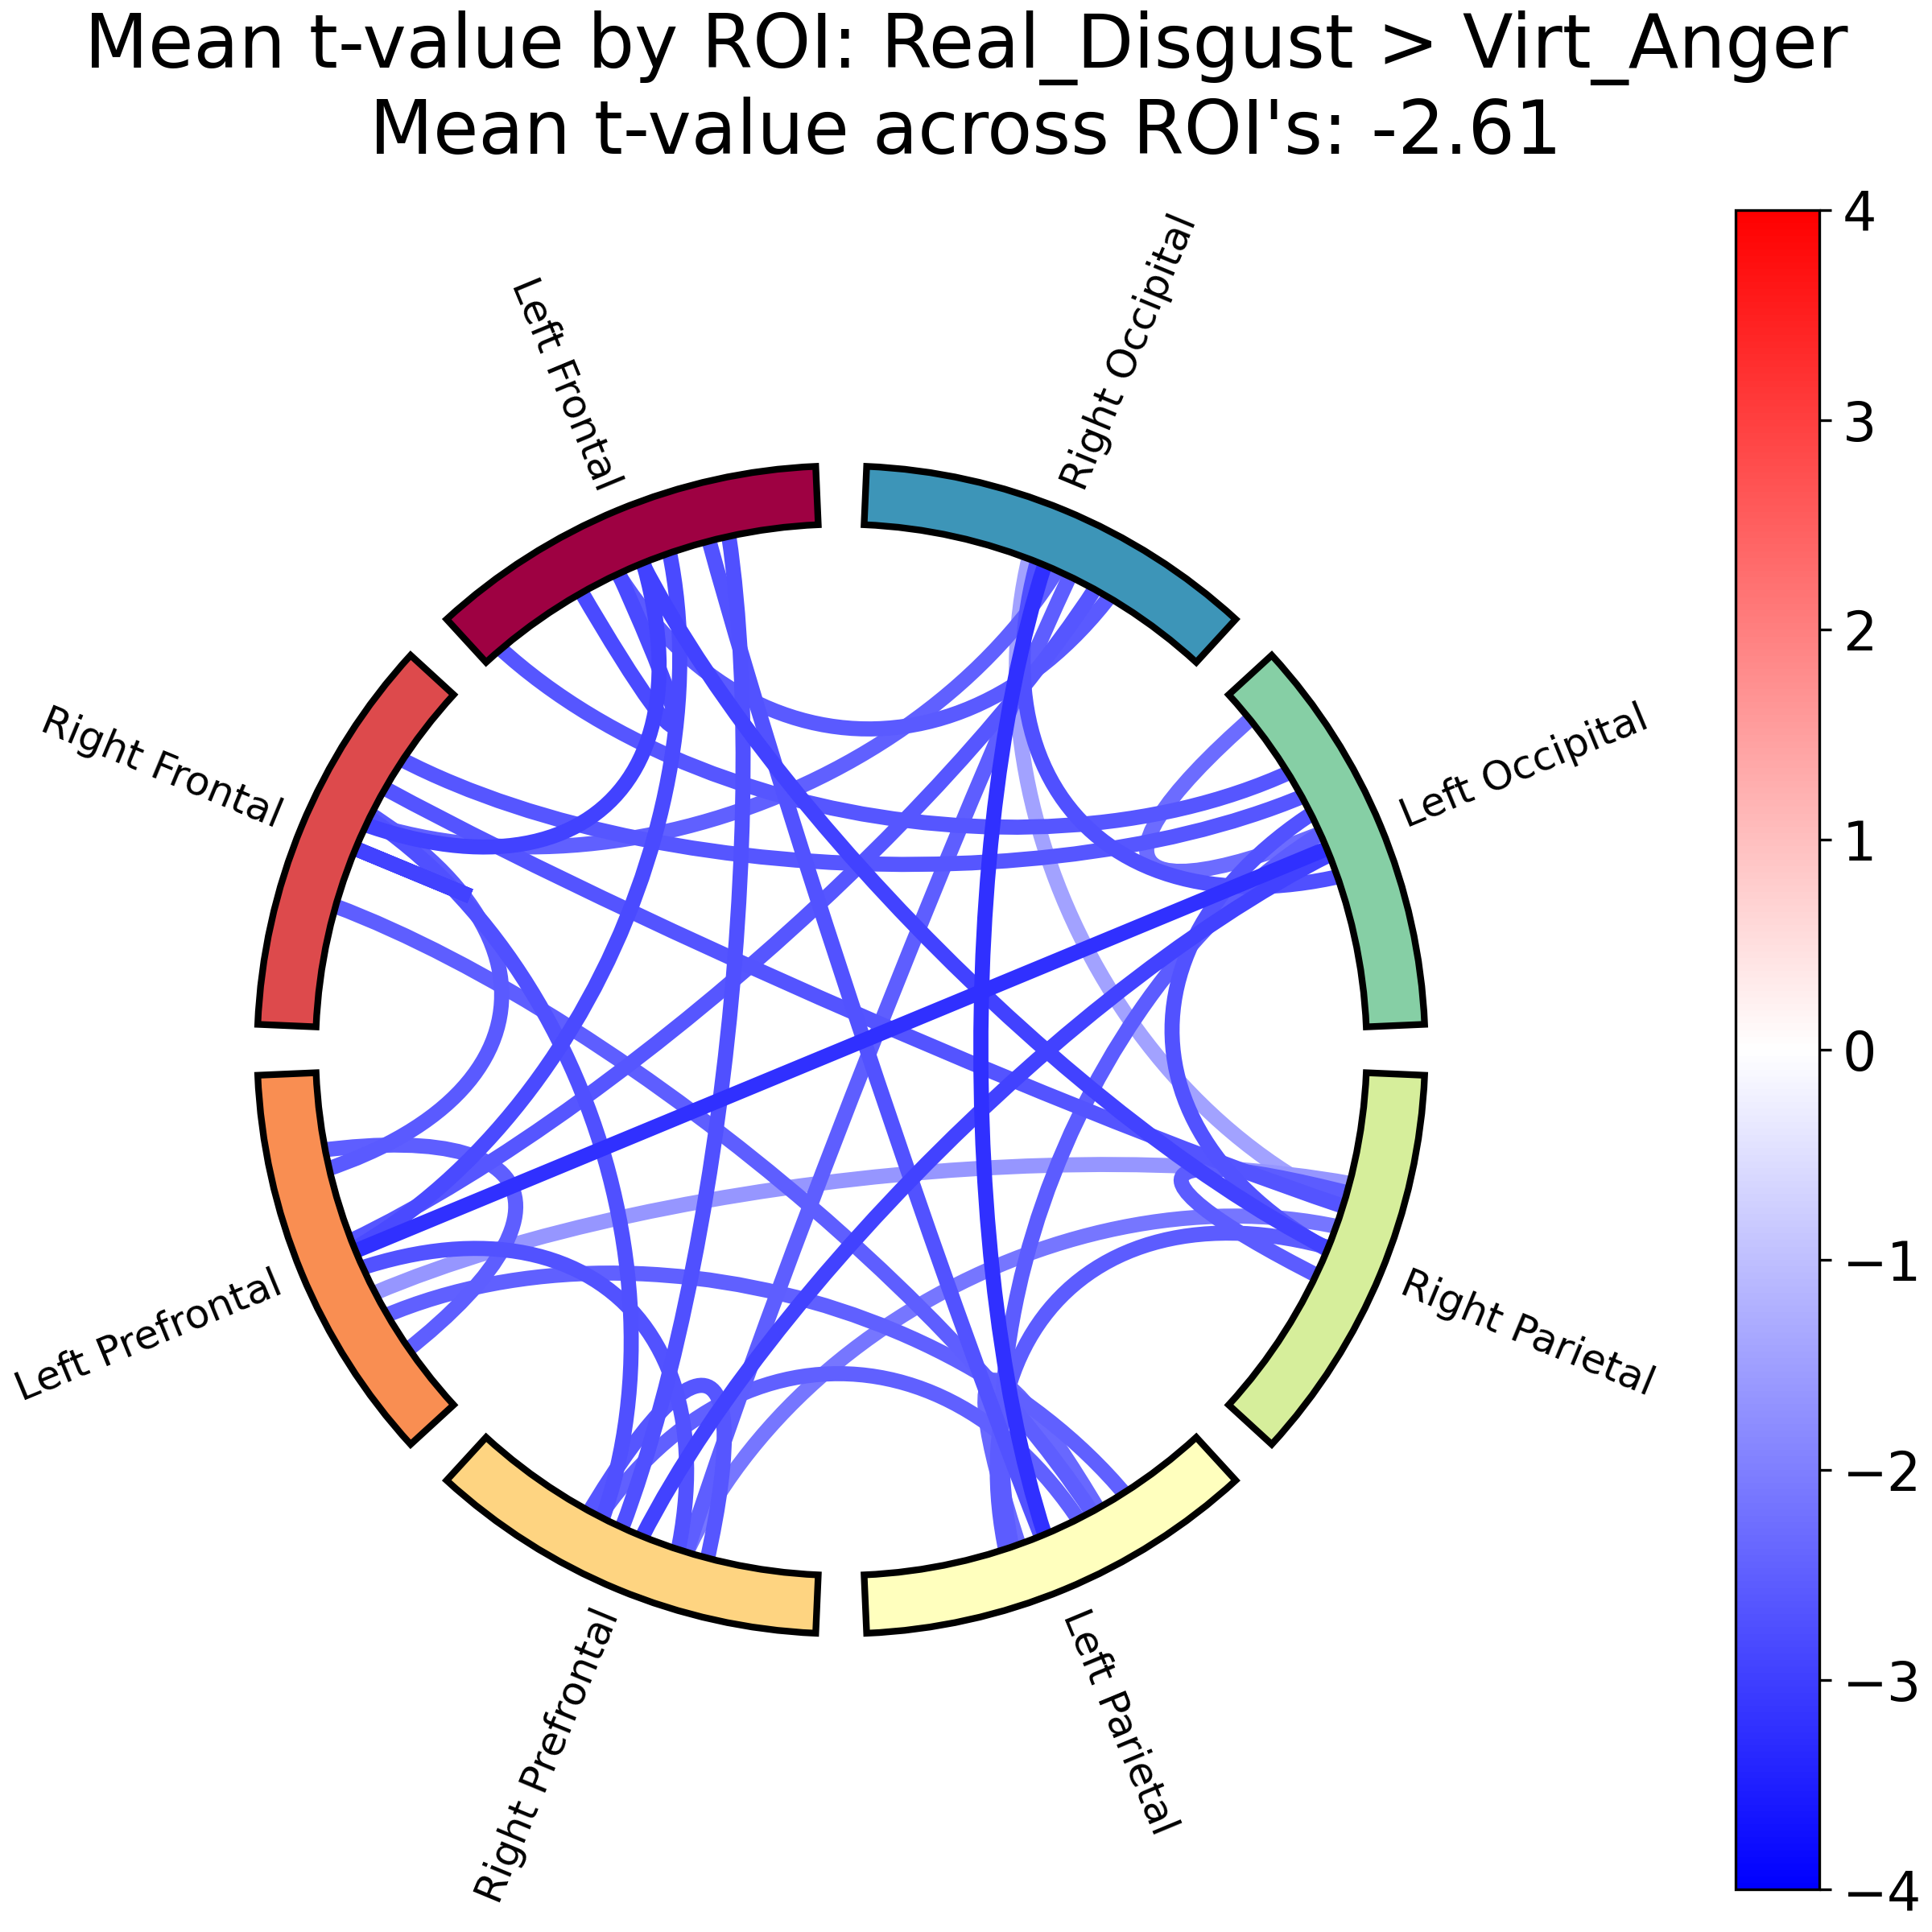 Mean t-value by ROI: Real_Disgust > Virt_Anger
Mean t-value across ROI's: -2.61
Left Frontal
Right Occipital
Right Frontal
Left Occipital
Left Prefrontal
Right Parietal
Right Prefrontal
Left Parietal
4
3
2
1
0
−1
−2
−3
−4